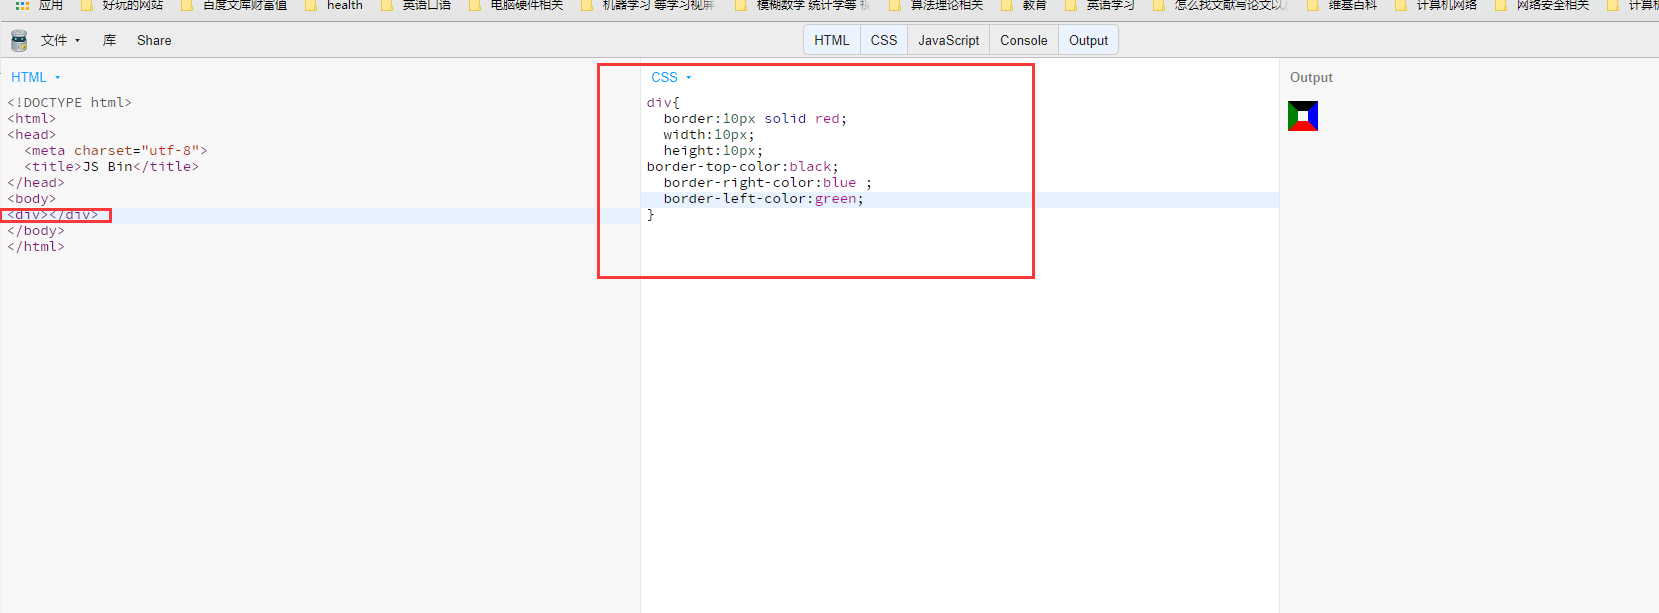 应用 好玩的网站 百度文库财富值 health 英语口语 电脑硬件相关 机器学习 等学习视屏 模糊数学 统计学等 算法理论相关 教育 英语学习 怎么找文献写论文以 维基百科 计算机网络 网络安全相关
文件 库 Share HTML CSS JavaScript Console Output
HTML
<!DOCTYPE html>
<html>
<head>
  <meta charset="utf-8">
  <title>JS Bin</title>
</head>
<body>
<div></div>
</body>
</html>
CSS
div{
  border:10px solid red;
  width:10px;
  height:10px;
border-top-color:black;
  border-right-color:blue ;
  border-left-color:green;
}
Output